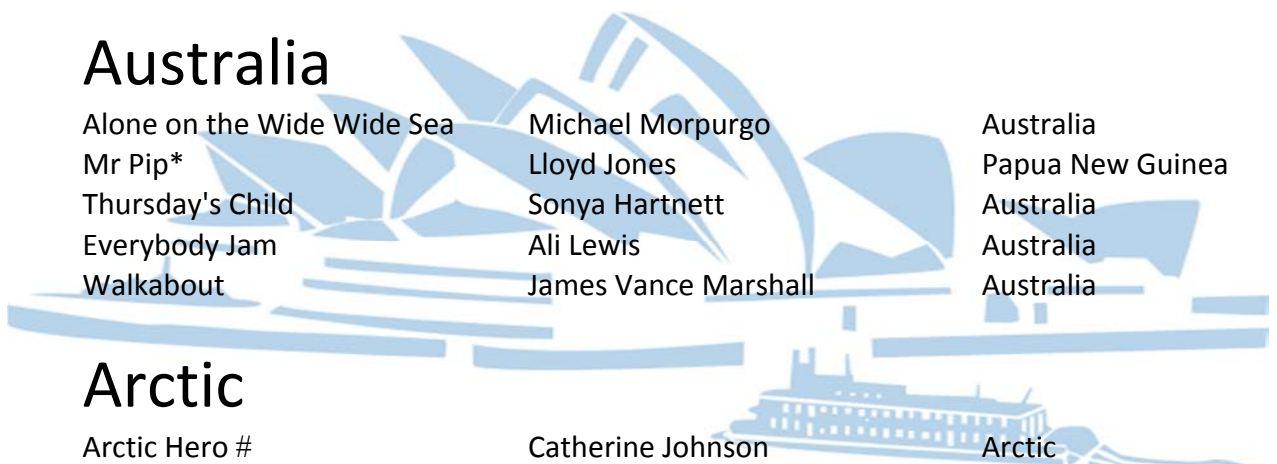 Australia
Alone on the Wide Wide Sea Michael Morpurgo Australia
Mr Pip* Lloyd Jones Papua New Guinea
Thursday's Child Sonya Hartnett Australia
Everybody Jam Ali Lewis Australia
Walkabout James Vance Marshall Australia
Arctic
Arctic Hero # Catherine Johnson Arctic